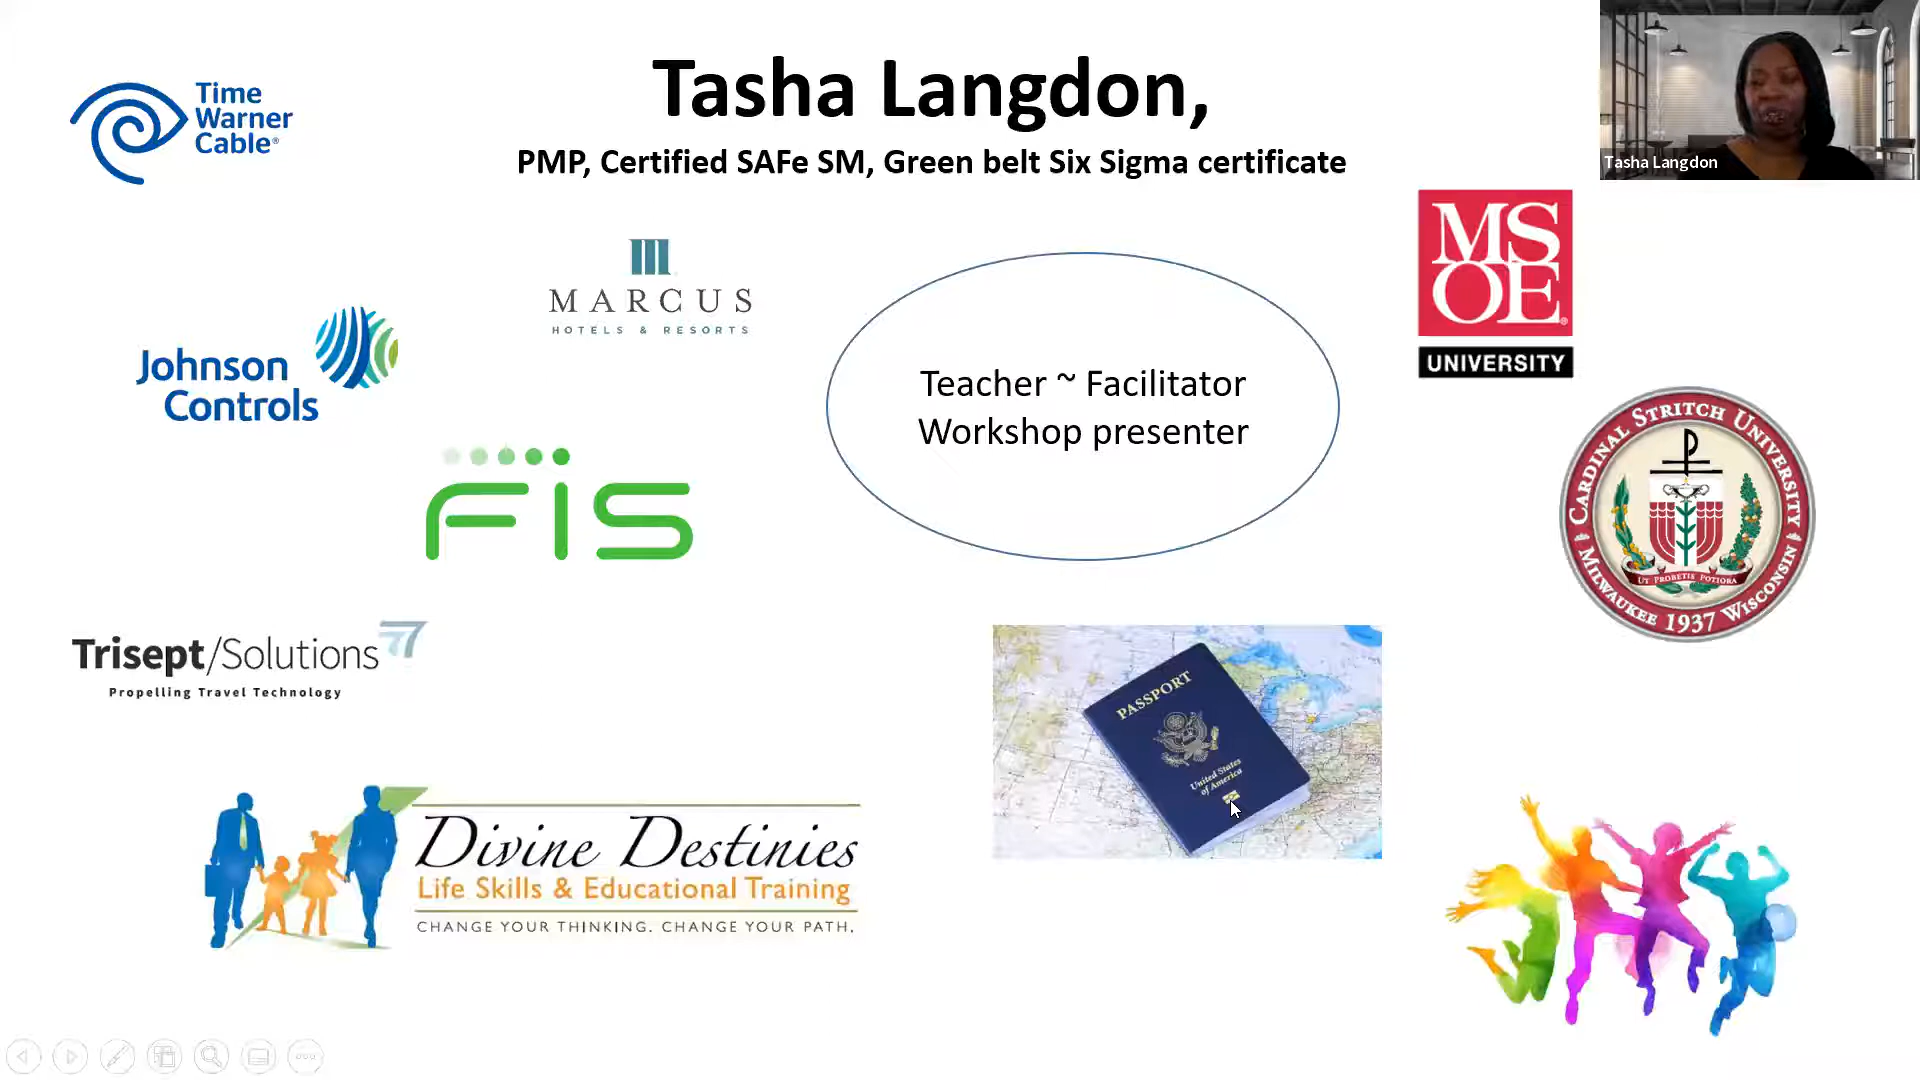 Tasha Langdon,
PMP, Certified SAFe SM, Green belt Six Sigma certificate
Time
Warner
Cable®
Tasha Langdon
MARCUS
HOTELS & RESORTS
MS
OE®
UNIVERSITY
Johnson
Controls
Teacher ~ Facilitator
Workshop presenter
FIS
CARDINAL STRITCH UNIVERSITY
UT PROBETIS POTIORA
MILWAUKEE 1937 WISCONSIN
Trisept/Solutions
Propelling Travel Technology
PASSPORT
United States
of America
Divine Destinies
Life Skills & Educational Training
CHANGE YOUR THINKING. CHANGE YOUR PATH.